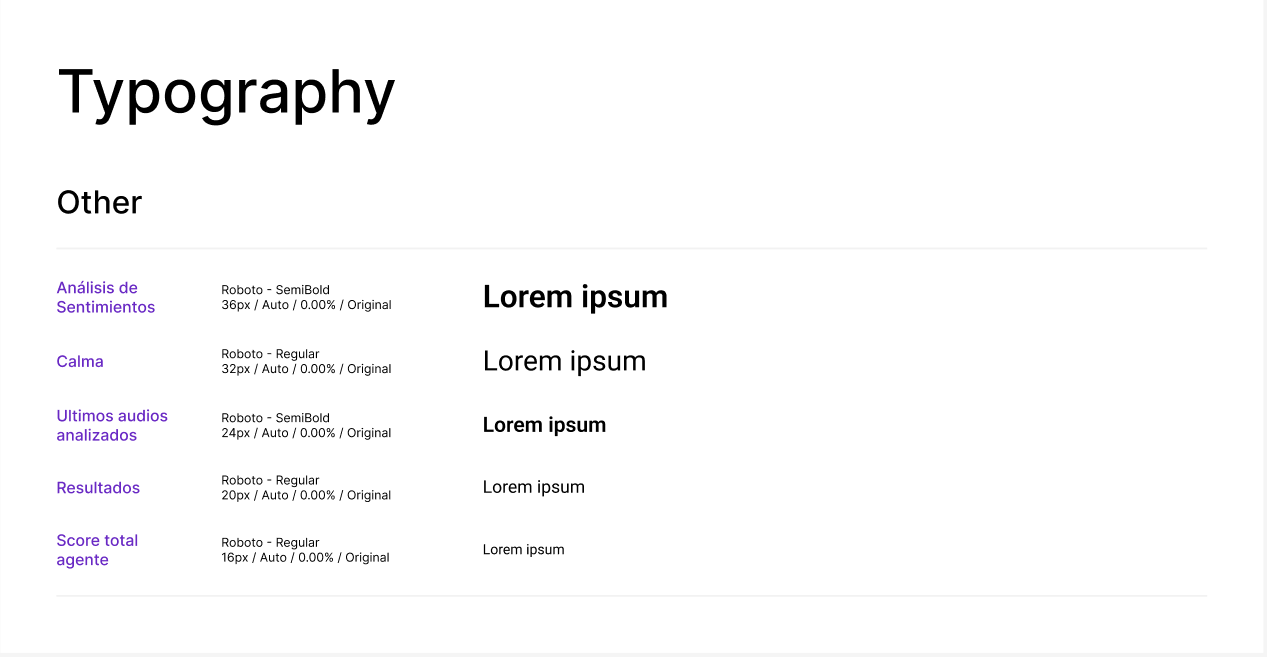 Typography
Other
Análisis de
Sentimientos
Roboto - SemiBold
36px / Auto / 0.00% / Original
Lorem ipsum
Calma
Roboto - Regular
32px / Auto / 0.00% / Original
Lorem ipsum
Ultimos audios
analizados
Roboto - SemiBold
24px / Auto / 0.00% / Original
Lorem ipsum
Resultados
Roboto - Regular
20px / Auto / 0.00% / Original
Lorem ipsum
Score total
agente
Roboto - Regular
16px / Auto / 0.00% / Original
Lorem ipsum